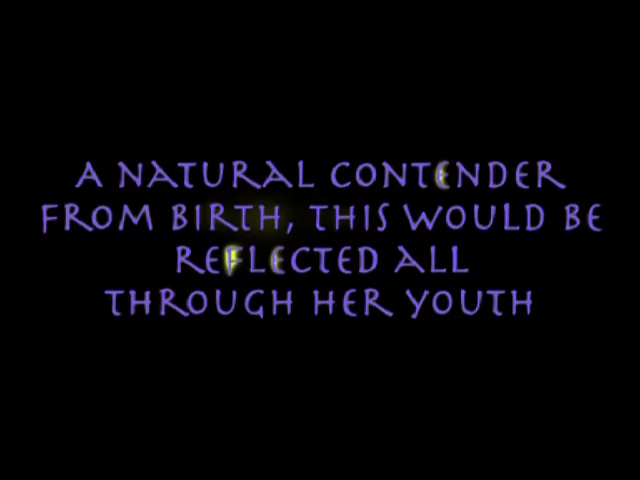 A NATURAL CONTENDER
FROM BIRTH, THIS WOULD BE
REFLECTED ALL
THROUGH HER YOUTH